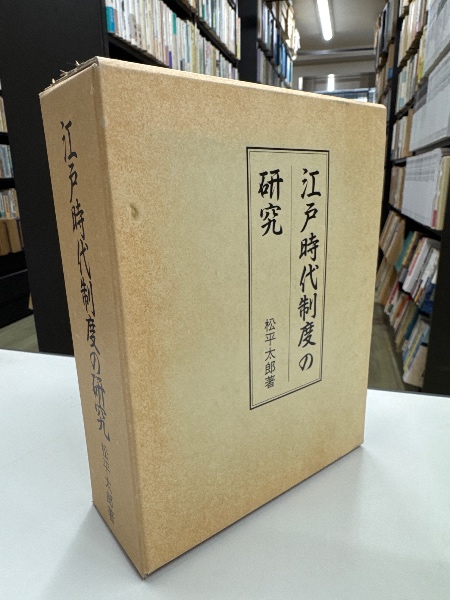 江戸時代制度の
研究
松平太郎著
江戸時代制度の研究
松平太郎著